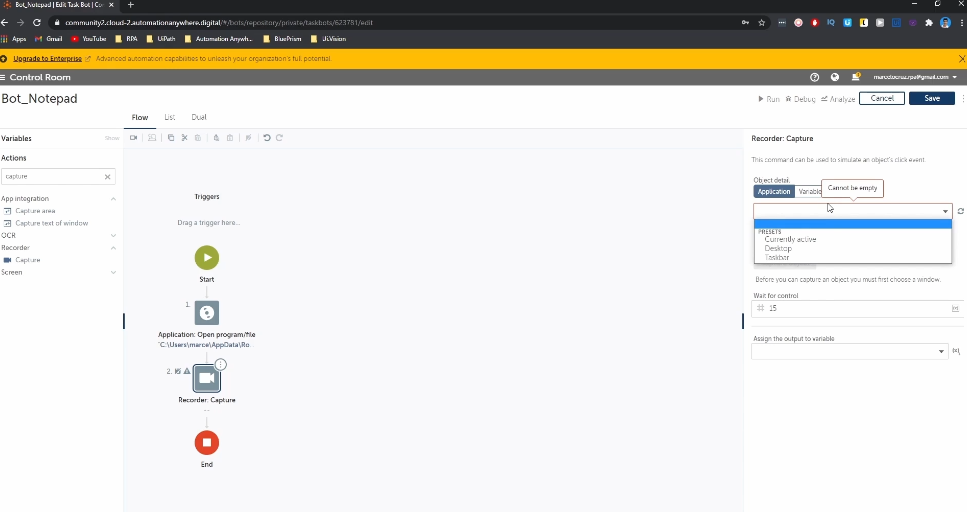 Bot_Notepad | Edit Task Bot | Co
community2.cloud-2.automationanywhere.digital/#/bots/repository/private/taskbots/623781/edit
Apps Gmail YouTube RPA UiPath Automation Anywh... BluePrism Ui.Vision
Upgrade to Enterprise Advanced automation capabilities to unleash your organization's full potential.
Control Room
marcelocruz.rpa@gmail.com
Bot_Notepad
Run Debug Analyze Cancel Save
Flow List Dual
Variables Show
Actions
capture
App integration
Capture area
Capture text of window
OCR
Recorder
Capture
Screen
Triggers
Drag a trigger here...
Start
1.
Application: Open program/file
"C:\Users\marce\AppData\Ro...
2.
Recorder: Capture
--
End
Recorder: Capture
This command can be used to simulate an object's click event
Object detail
Application Variable
Cannot be empty
PRESETS
Currently active
Desktop
Taskbar
Before you can capture an object you must first choose a window.
Wait for control
# 15
Assign the output to variable
(x)